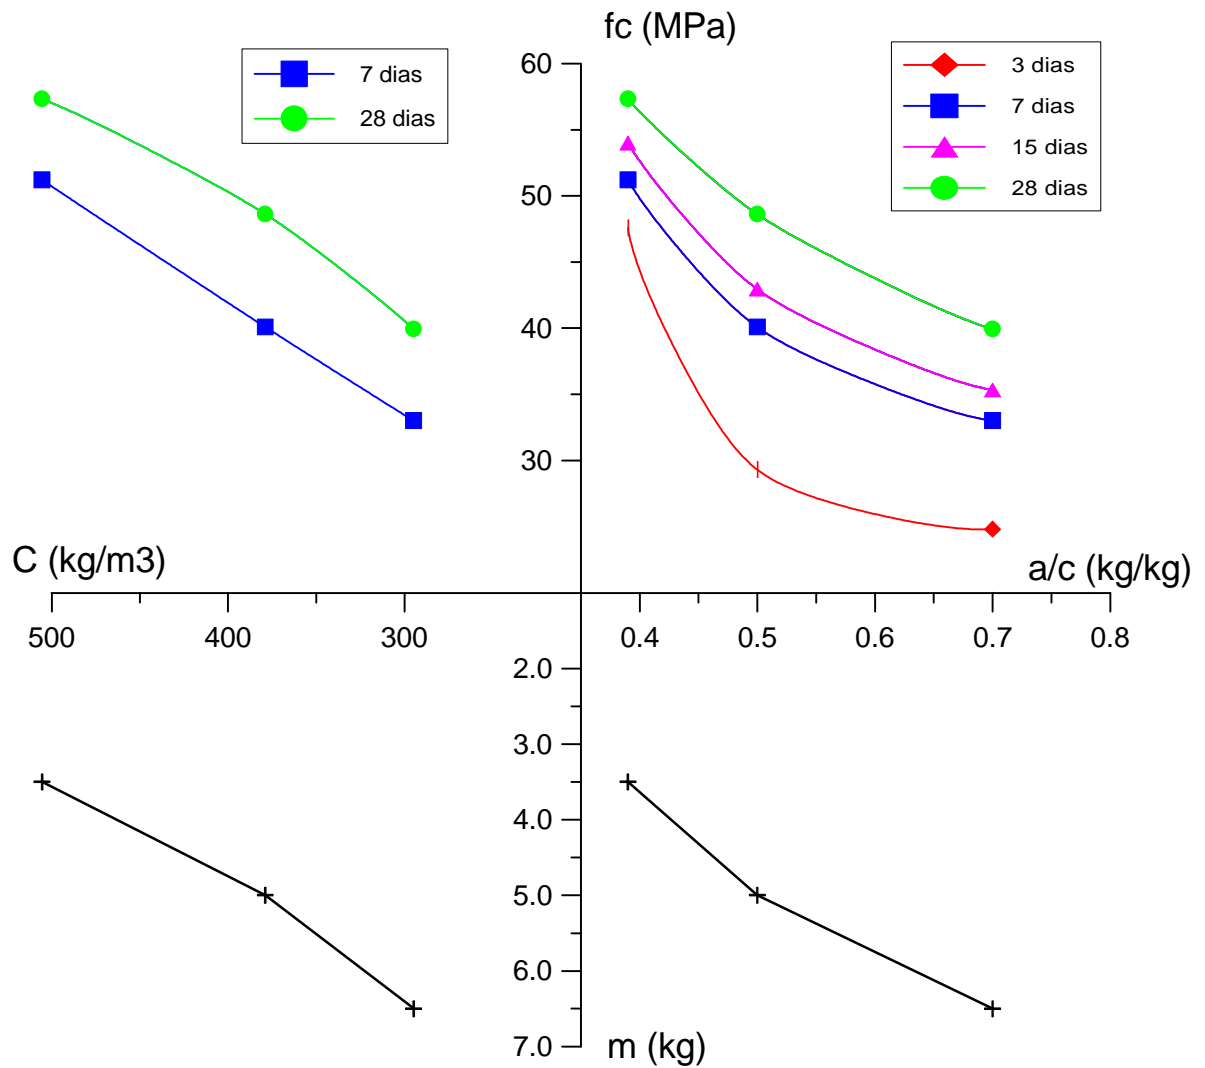 fc (MPa)
7 dias
28 dias
3 dias
7 dias
15 dias
28 dias
60
50
40
30
C (kg/m3)
a/c (kg/kg)
500
400
300
0.4
0.5
0.6
0.7
0.8
2.0
3.0
4.0
5.0
6.0
7.0
m (kg)